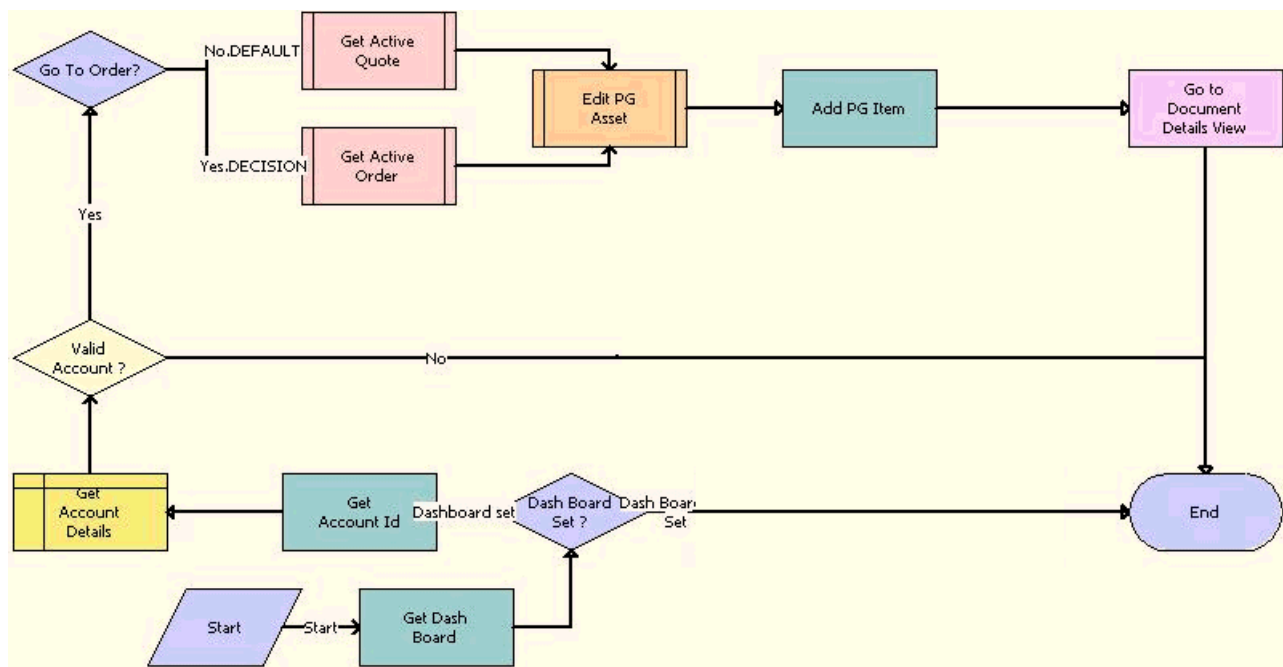 Go To Order?
No.DEFAULT
Get Active
Quote
Yes.DECISION
Get Active
Order
Edit PG
Asset
Add PG Item
Go to
Document
Details View
Yes
Valid
Account ?
No
Get
Account
Details
Get
Account Id
Dashboard set
Dash Board
Set ?
Dash Boar
Set
End
Start
Start
Get Dash
Board